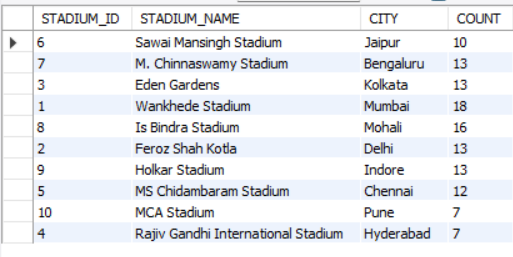 STADIUM_ID STADIUM_NAME CITY COUNT
6 Sawai Mansingh Stadium Jaipur 10
7 M. Chinnaswamy Stadium Bengaluru 13
3 Eden Gardens Kolkata 13
1 Wankhede Stadium Mumbai 18
8 Is Bindra Stadium Mohali 16
2 Feroz Shah Kotla Delhi 13
9 Holkar Stadium Indore 13
5 MS Chidambaram Stadium Chennai 12
10 MCA Stadium Pune 7
4 Rajiv Gandhi International Stadium Hyderabad 7